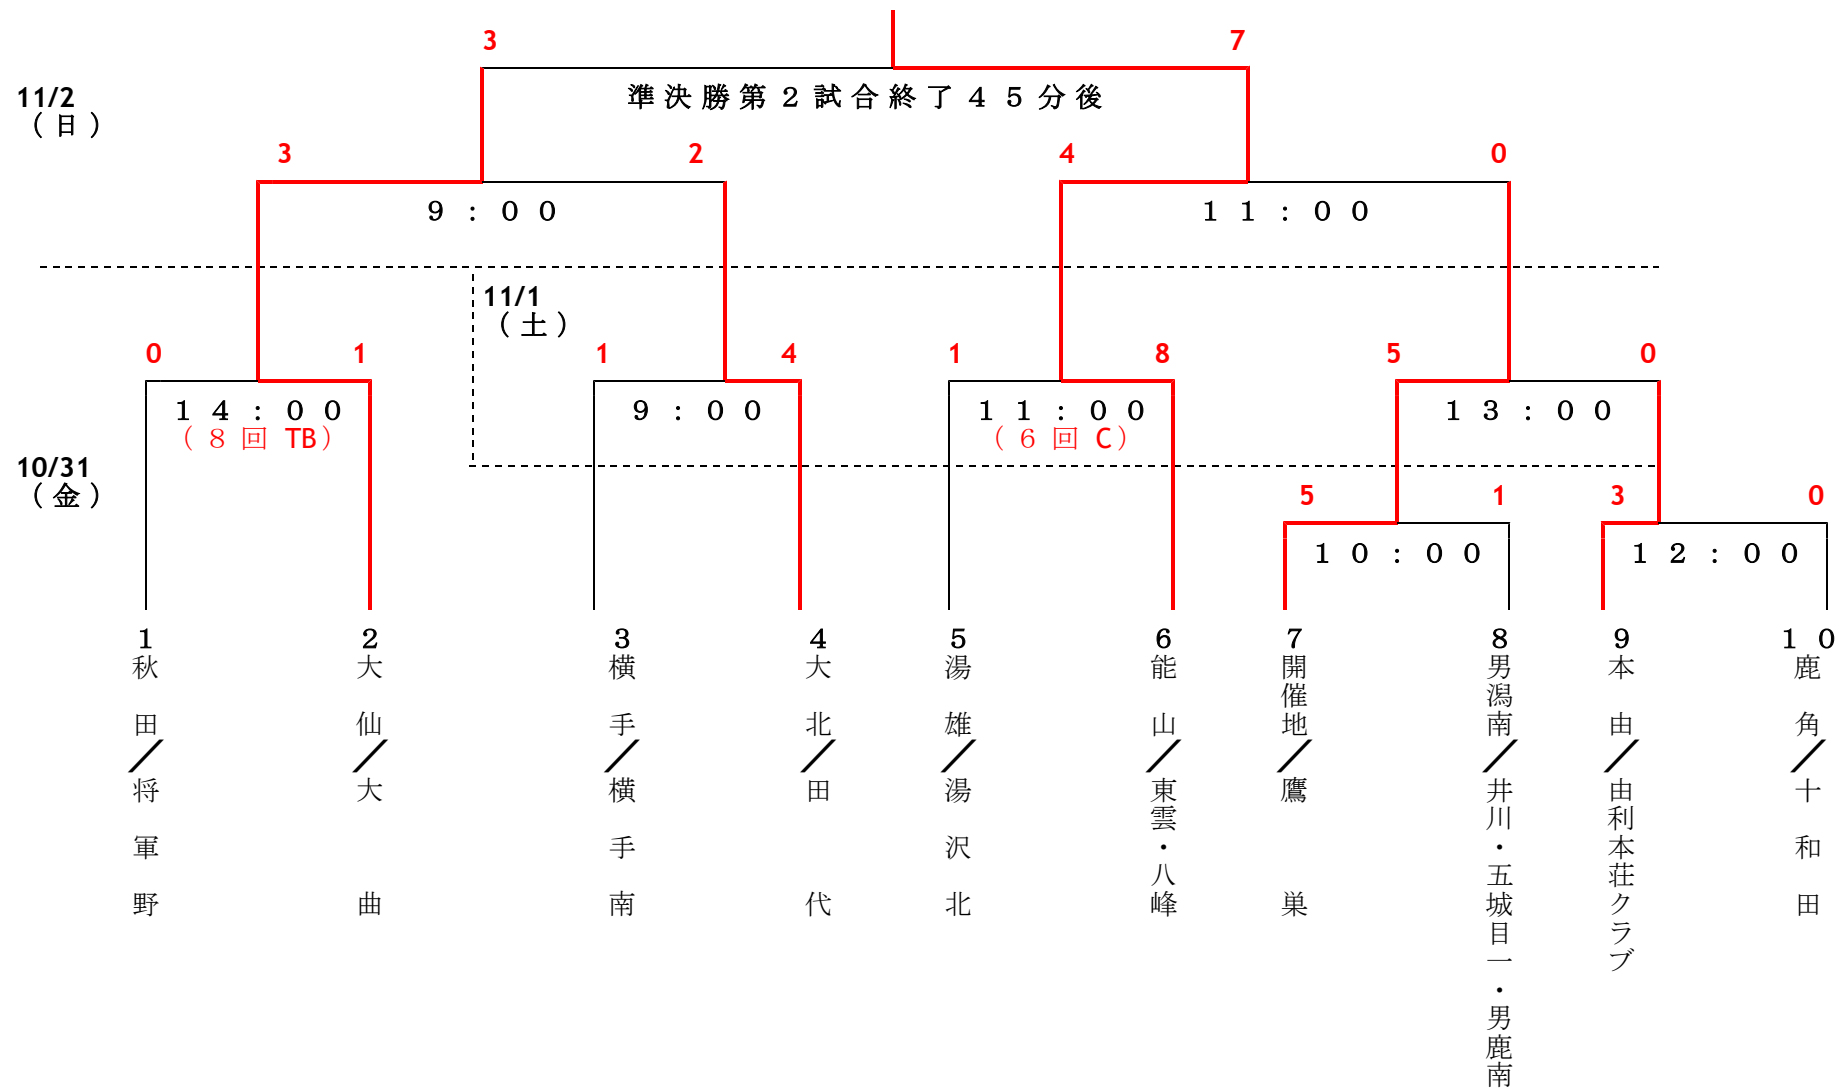 3 7
11/2
（日）
準決勝第２試合終了４５分後
3 2 4 0
９：００ １１：００
11/1
（土）
0 1 1 4 1 8 5 0
１４：００ ９：００ １１：００ １３：００
（８回 TB） （６回 C）
10/31
（金）
5 1 3 0
１０：００ １２：００
１ ２ ３ ４ ５ ６ ７ ８ ９ １０
秋田／将軍野
大仙／大曲
横手／横手南
大北／田代
湯雄／湯沢北
能山／東雲・八峰
開催地／鷹巣
男潟南／井川・五城目一・男鹿南
本由／由利本荘クラブ
鹿角／十和田